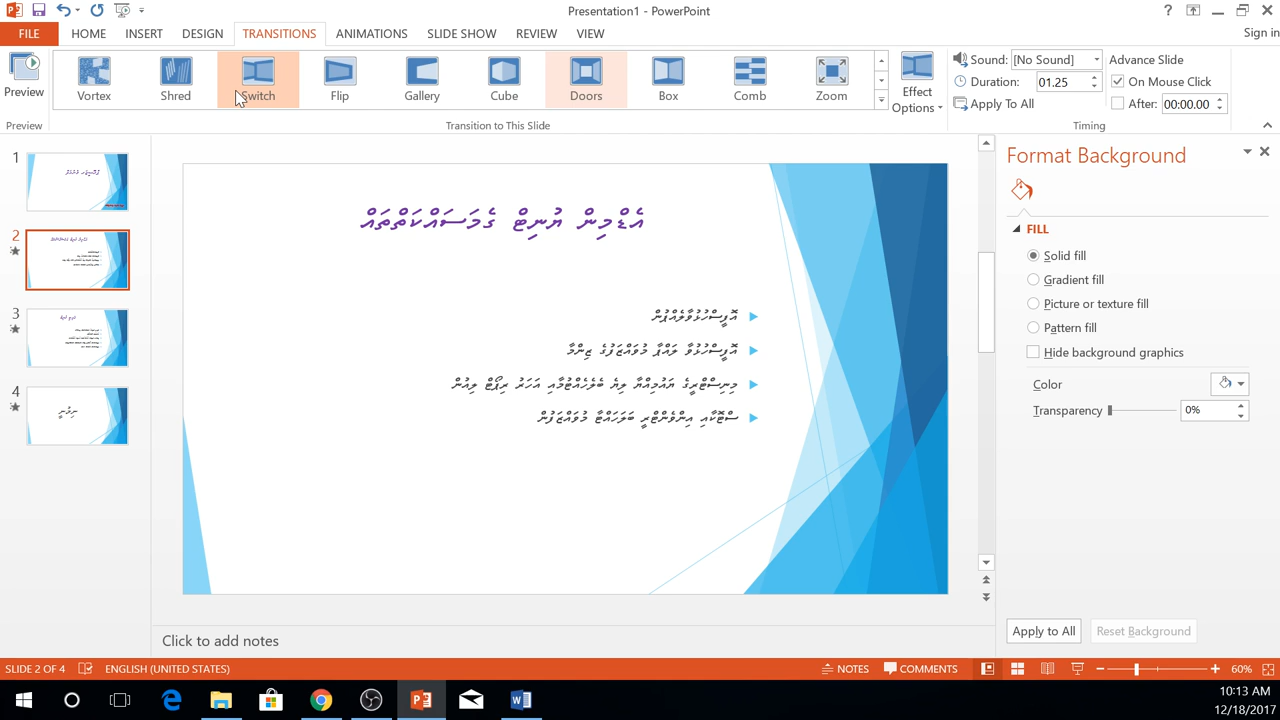 Presentation1 - PowerPoint
Sign in
FILE HOME INSERT DESIGN TRANSITIONS ANIMATIONS SLIDE SHOW REVIEW VIEW
Preview
Vortex Shred Switch Flip Gallery Cube Doors Box Comb Zoom
Effect Options
Sound: [No Sound]
Duration: 01.25
Apply To All
Advance Slide
On Mouse Click
After: 00:00.00
Preview Transition to This Slide Timing
1
2
3
4
ނިމުނީ
އެޑްމިން ޔުނިޓް ގެމަސައްކަތްތައް
އޮފީސްހުޅުވާލެއްޕުން
އޮފީސްހުޅުވާ ލައްޕާ މުވައްޒަފުގެ ޒިންމާ
މިނިސްޓްރީގެ ޔައުމިއްޔާ ލިޔެ ބެލެހެއްޓުމާއި އަހަރު ރިޕޯޓް ލިއުން
ސްޓޮކާއި އިންވެންޓްރީ ބަލަހައްޓާ މުވައްޒަފުން
Click to add notes
Format Background
FILL
Solid fill
Gradient fill
Picture or texture fill
Pattern fill
Hide background graphics
Color
Transparency 0%
Apply to All Reset Background
SLIDE 2 OF 4 ENGLISH (UNITED STATES) NOTES COMMENTS 60%
10:13 AM
12/18/2017